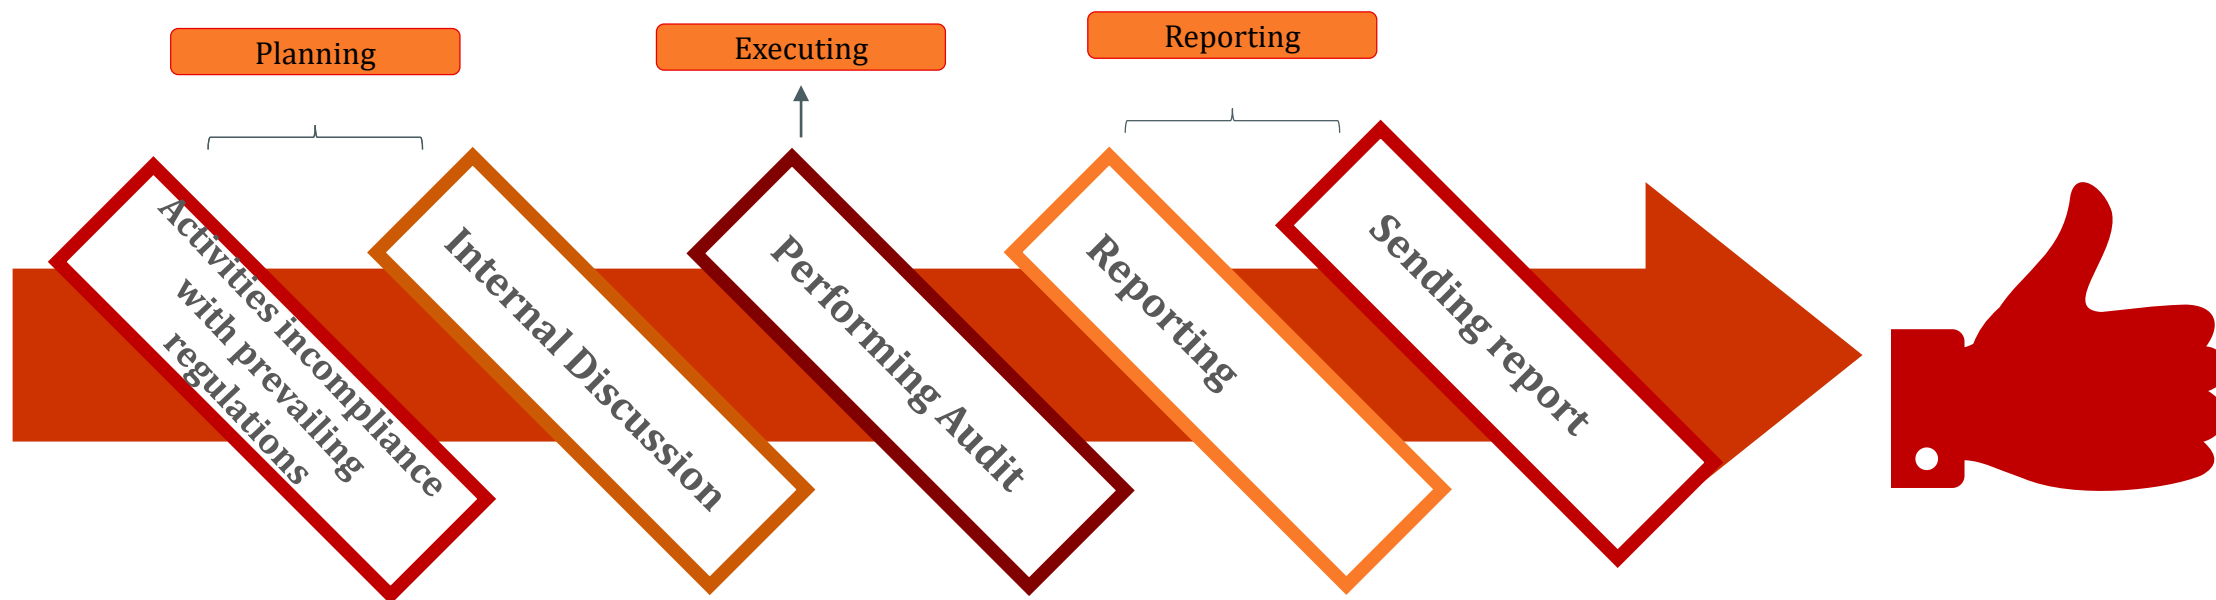 Planning
Executing
Reporting
Activities incompliance
with prevailing
regulations
Internal Discussion
Performing Audit
Reporting
Sending report